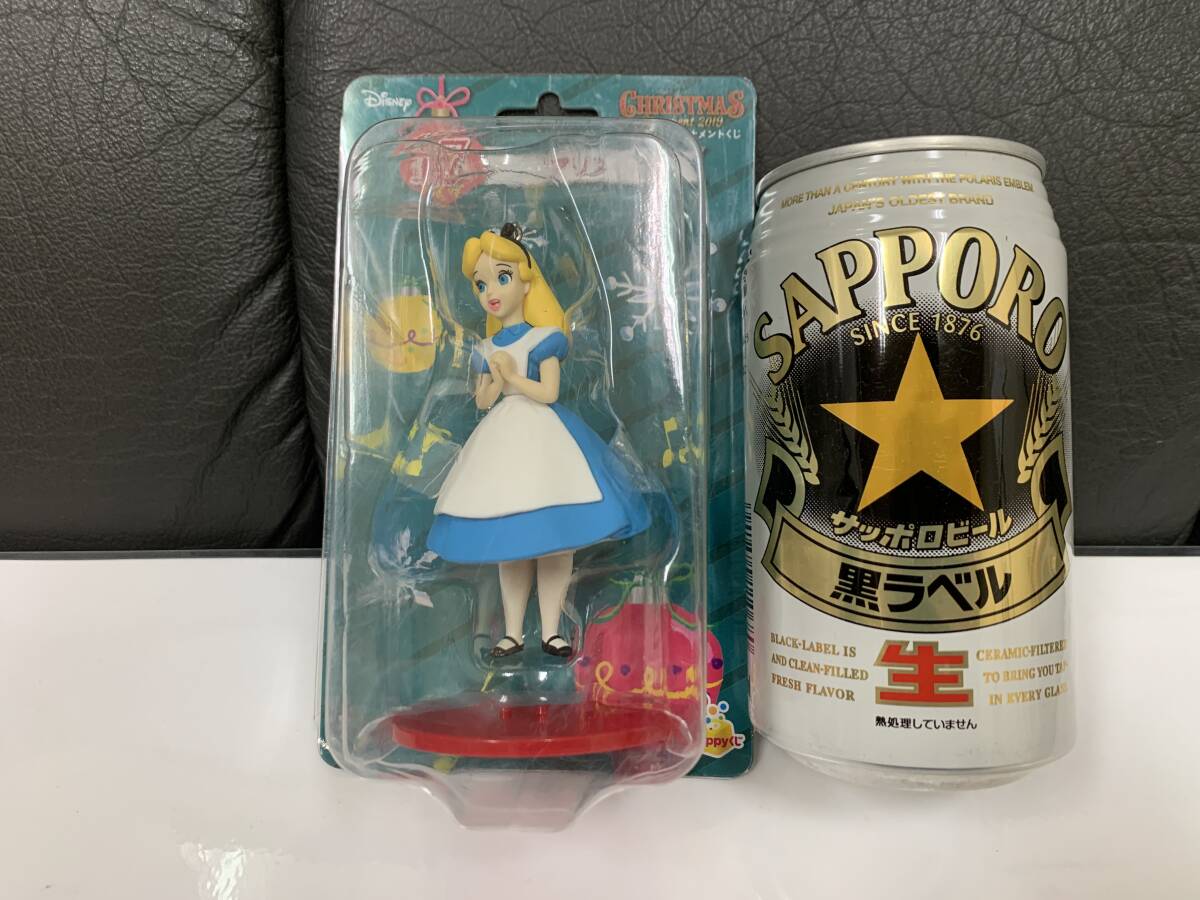 Disney
CHRISTMAS
2019
メントくじ
17
ppyくじ
MORE THAN A CENTURY WITH THE POLARIS EMBLEM
JAPAN'S OLDEST BRAND
SAPPORO
SINCE 1876
サッポロビール
黒ラベル
BLACK-LABEL IS
AND CLEAN-FILLED
FRESH FLAVOR
生
CERAMIC-FILTERED
TO BRING YOU
IN EVERY
熱処理していません